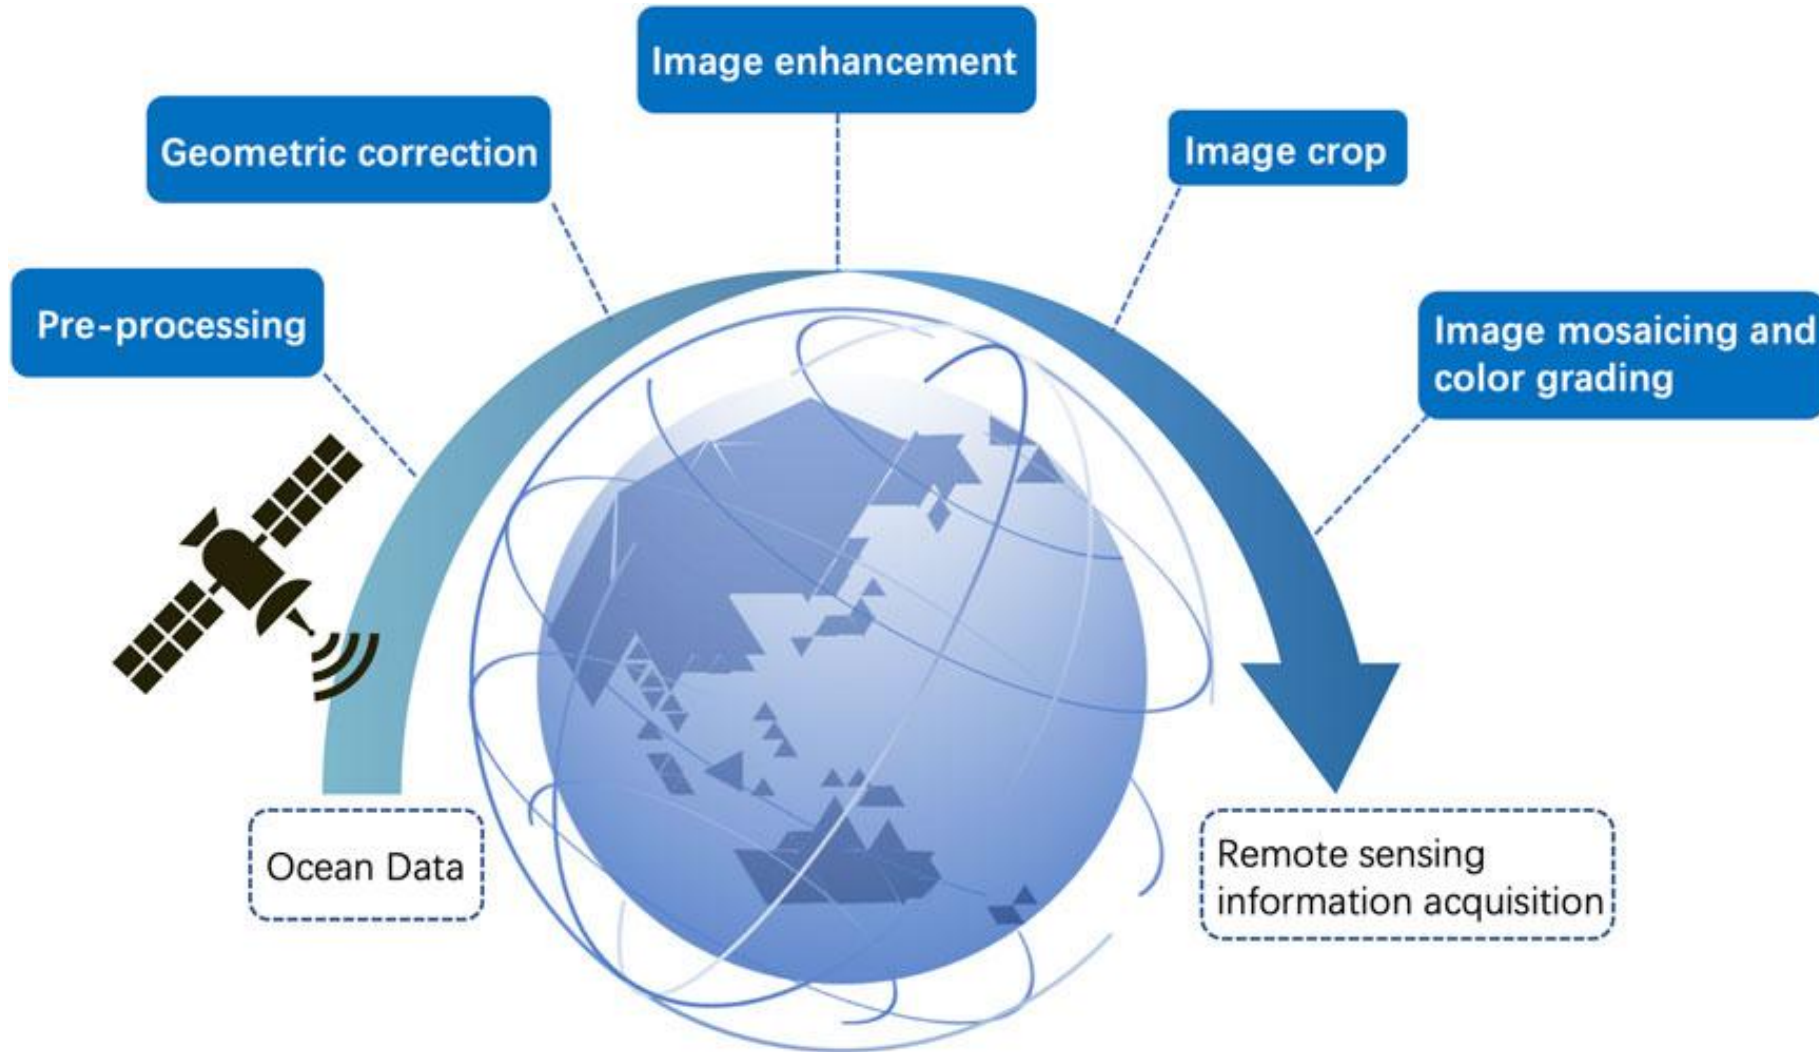 Image enhancement
Geometric correction
Image crop
Pre-processing
Image mosaicing and
color grading
Ocean Data
Remote sensing
information acquisition